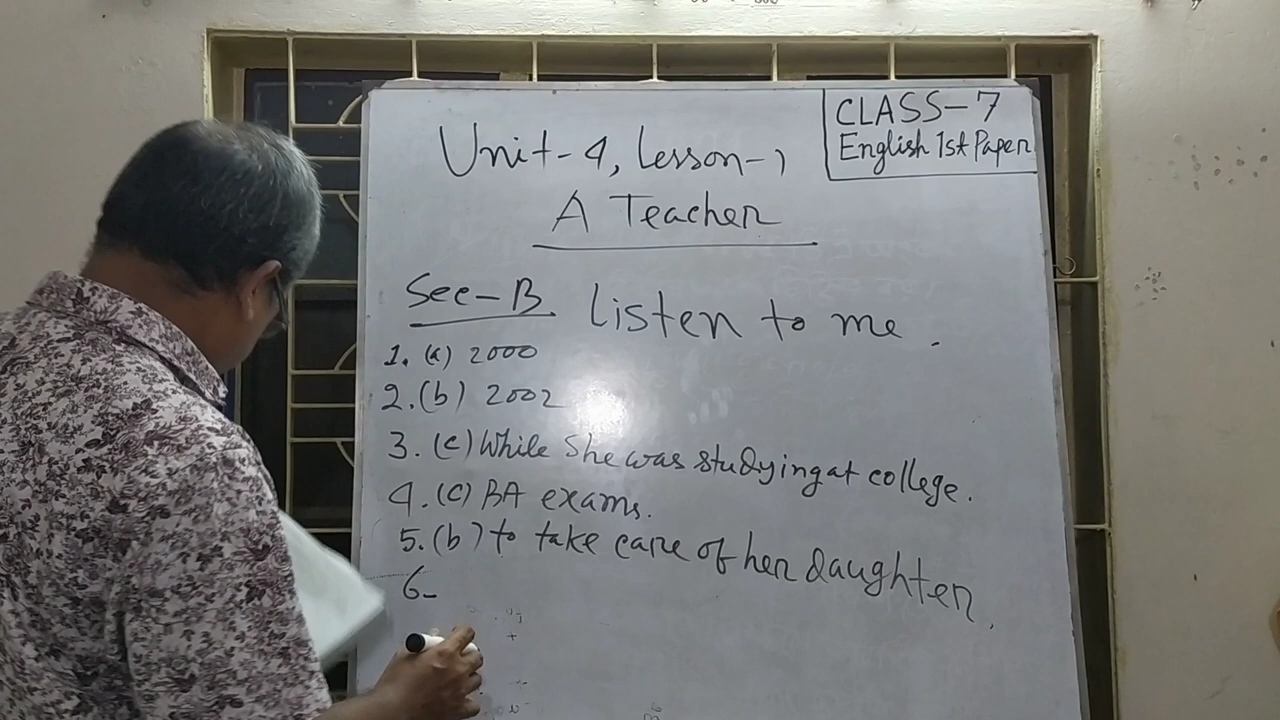 CLASS-7
English 1st Paper
Unit-4, Lesson-1
A Teacher
Sec-B. Listen to me.
1. (a) 2000
2. (b) 2002
3. (c) While she was studying at college.
4. (c) BA exams.
5. (b) to take care of her daughter.
6-